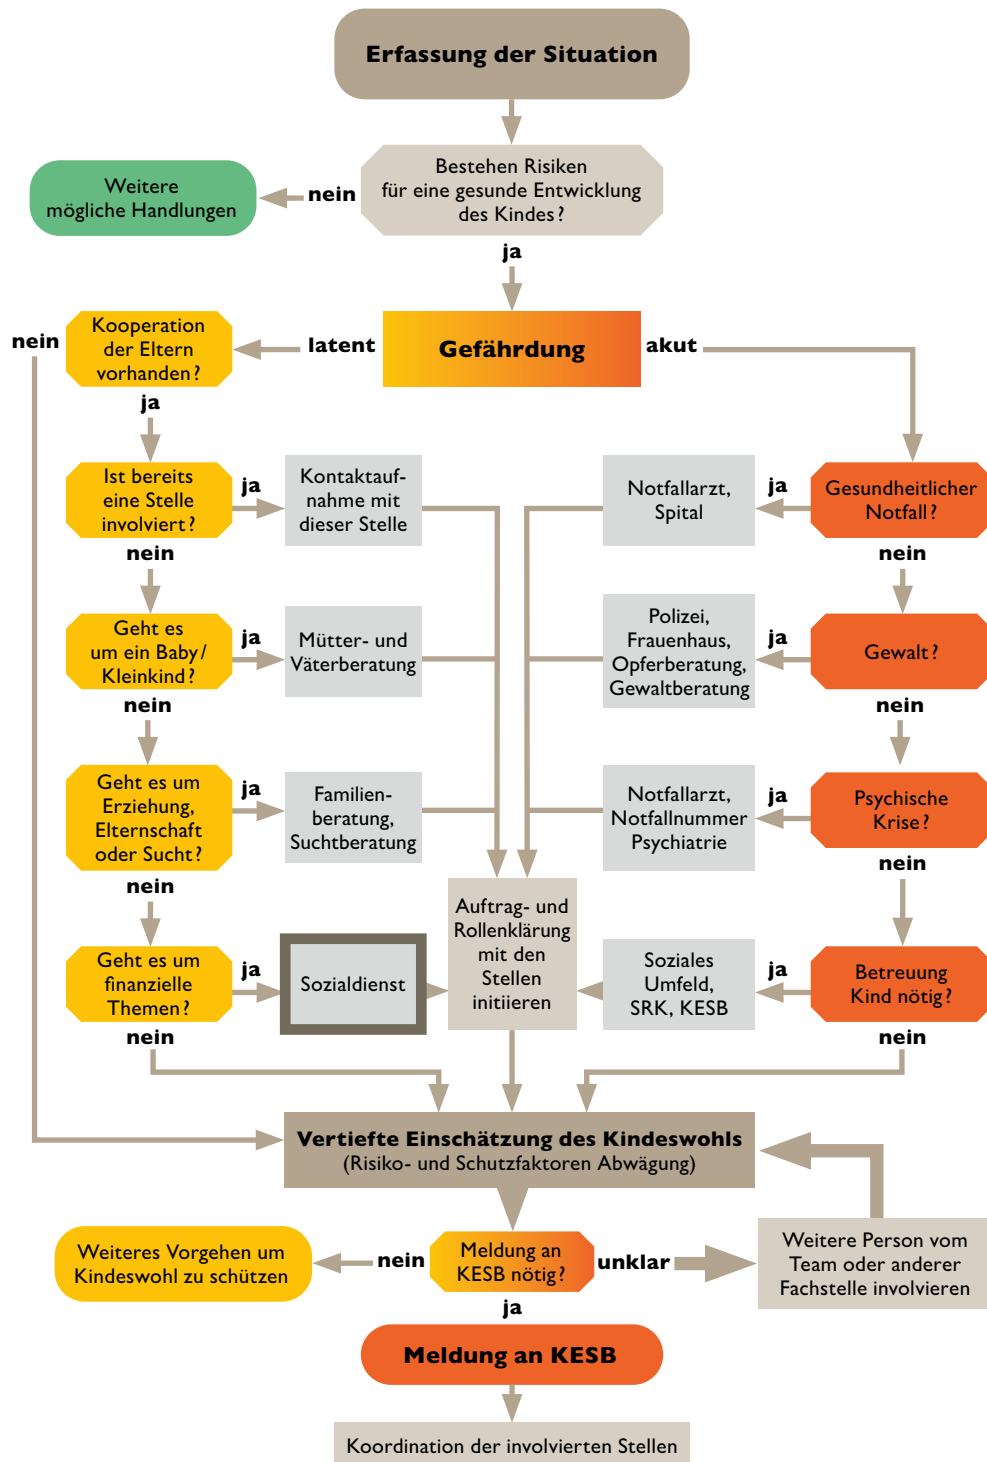 Erfassung der Situation
Bestehen Risiken
für eine gesunde Entwicklung
des Kindes?
nein
Weitere
mögliche Handlungen
ja
Gefährdung
latent
akut
Kooperation
der Eltern
vorhanden?
nein
ja
Ist bereits
eine Stelle
involviert?
ja
Kontaktauf-
nahme mit
dieser Stelle
nein
Geht es
um ein Baby/
Kleinkind?
ja
Mütter- und
Väterberatung
nein
Geht es um
Erziehung,
Elternschaft
oder Sucht?
ja
Familien-
beratung,
Suchtberatung
nein
Geht es um
finanzielle
Themen?
ja
Sozialdienst
nein
Gesundheitlicher
Notfall?
ja
Notfallarzt,
Spital
nein
Gewalt?
ja
Polizei,
Frauenhaus,
Opferberatung,
Gewaltberatung
nein
Psychische
Krise?
ja
Notfallarzt,
Notfallnummer
Psychiatrie
nein
Betreuung
Kind nötig?
ja
Soziales
Umfeld,
SRK, KESB
nein
Auftrag- und
Rollenklärung
mit den
Stellen
initiieren
Vertiefte Einschätzung des Kindeswohls
(Risiko- und Schutzfaktoren Abwägung)
Meldung an
KESB nötig?
nein
Weiteres Vorgehen um
Kindeswohl zu schützen
unklar
Weitere Person vom
Team oder anderer
Fachstelle involvieren
ja
Meldung an KESB
Koordination der involvierten Stellen